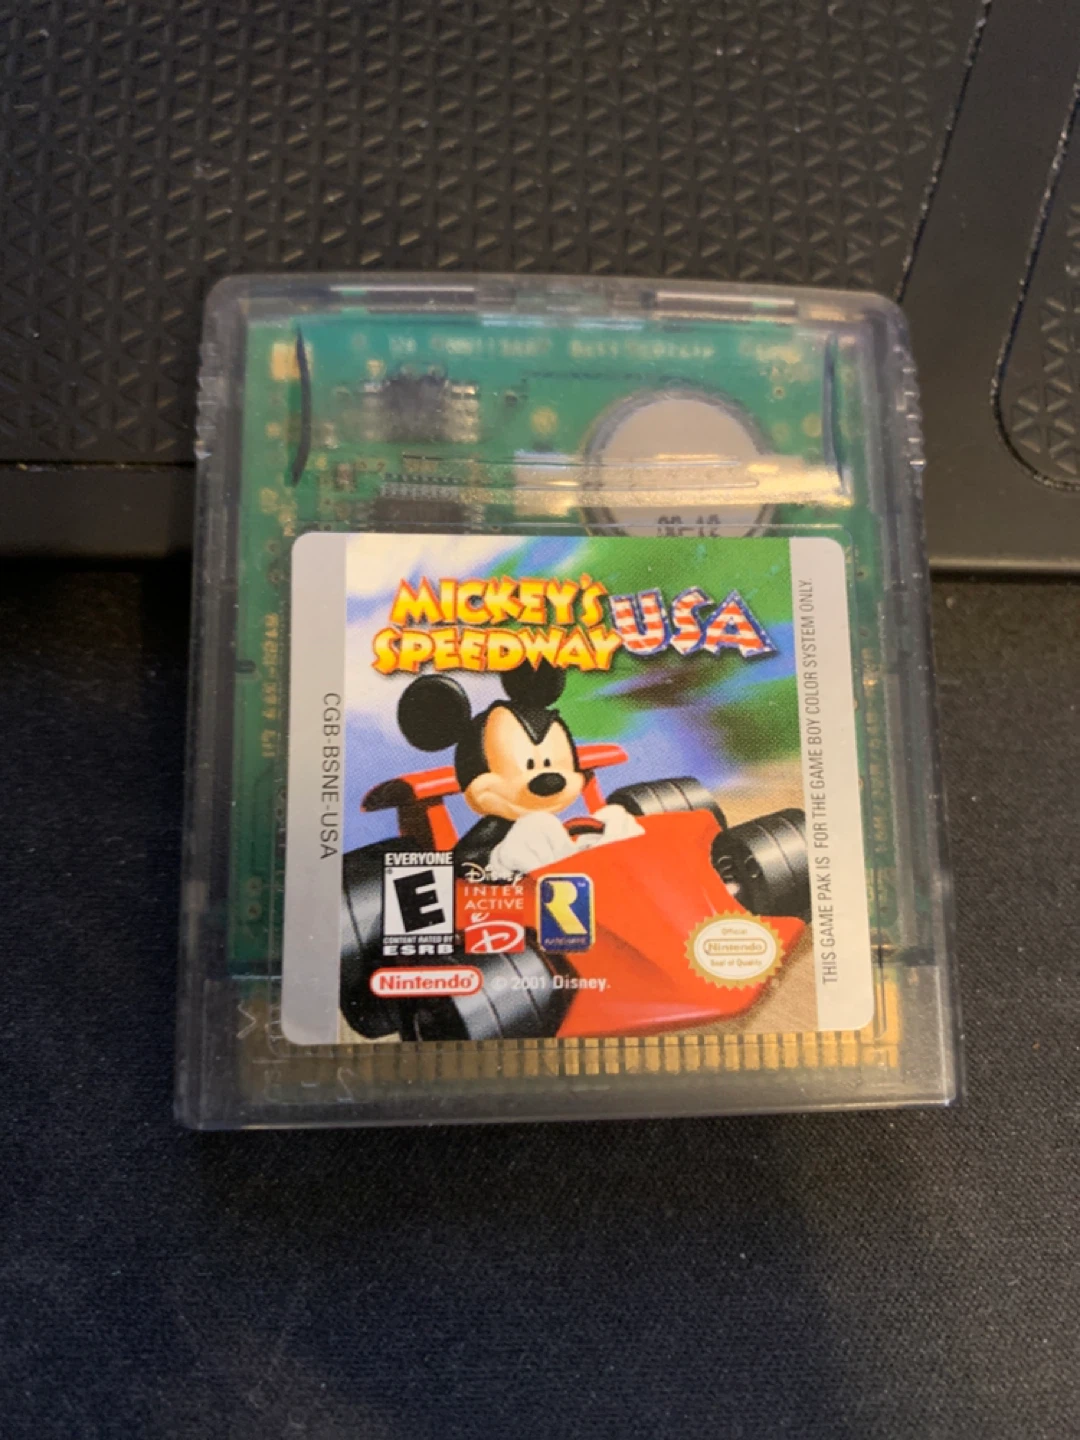 MICKEY'S
SPEEDWAY USA
CGB-BSNE-USA
THIS GAME PAK IS FOR THE GAME BOY COLOR SYSTEM ONLY.
EVERYONE
E
CONTENT RATED BY
ESRB
Disney
INTER
ACTIVE
D
R
RAREWARE
Official
Nintendo
Seal of Quality
Nintendo
© 2001 Disney.